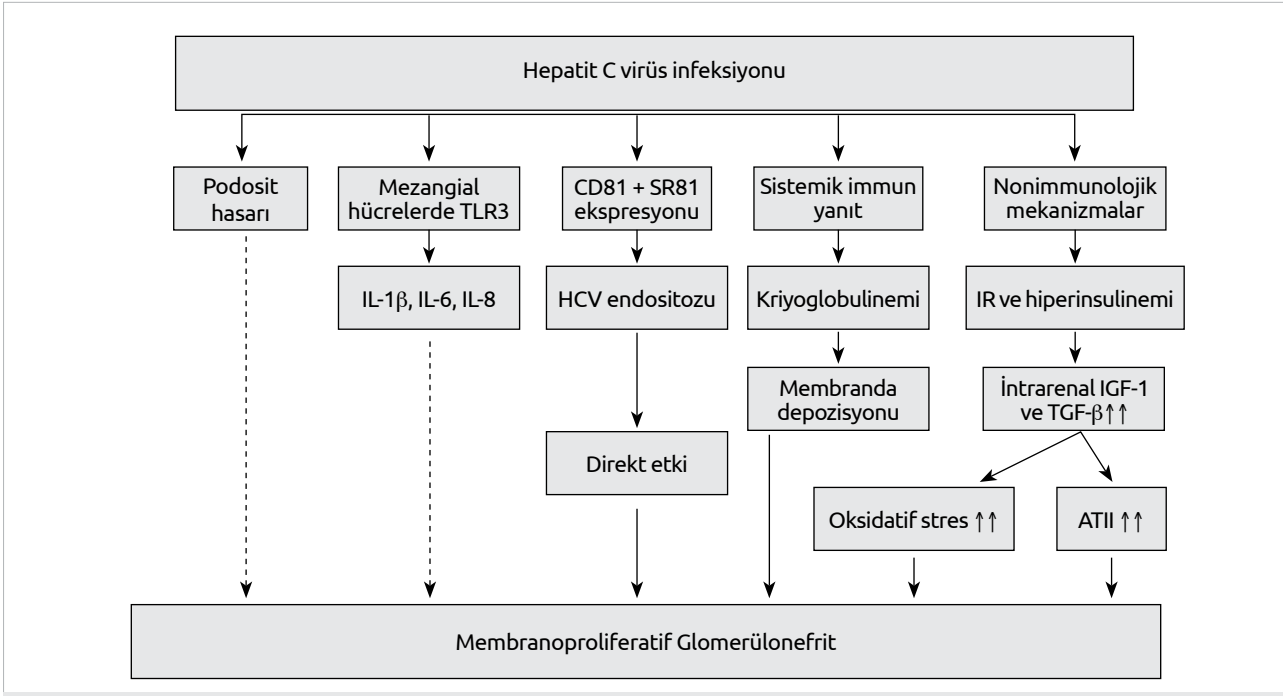 Hepatit C virüs infeksiyonu
Podosit
hasarı
Mezangial
hücrelerde TLR3
CD81 + SR81
ekspresyonu
Sistemik immun
yanıt
Nonimmunolojik
mekanizmalar
IL-1β, IL-6, IL-8
HCV endositozu
Kriyoglobulinemi
IR ve hiperinsulinemi
Membranda
depozisyonu
İntrarenal IGF-1
ve TGF-β↑↑
Direkt etki
Oksidatif stres ↑↑
ATII ↑↑
Membranoproliferatif Glomerülonefrit